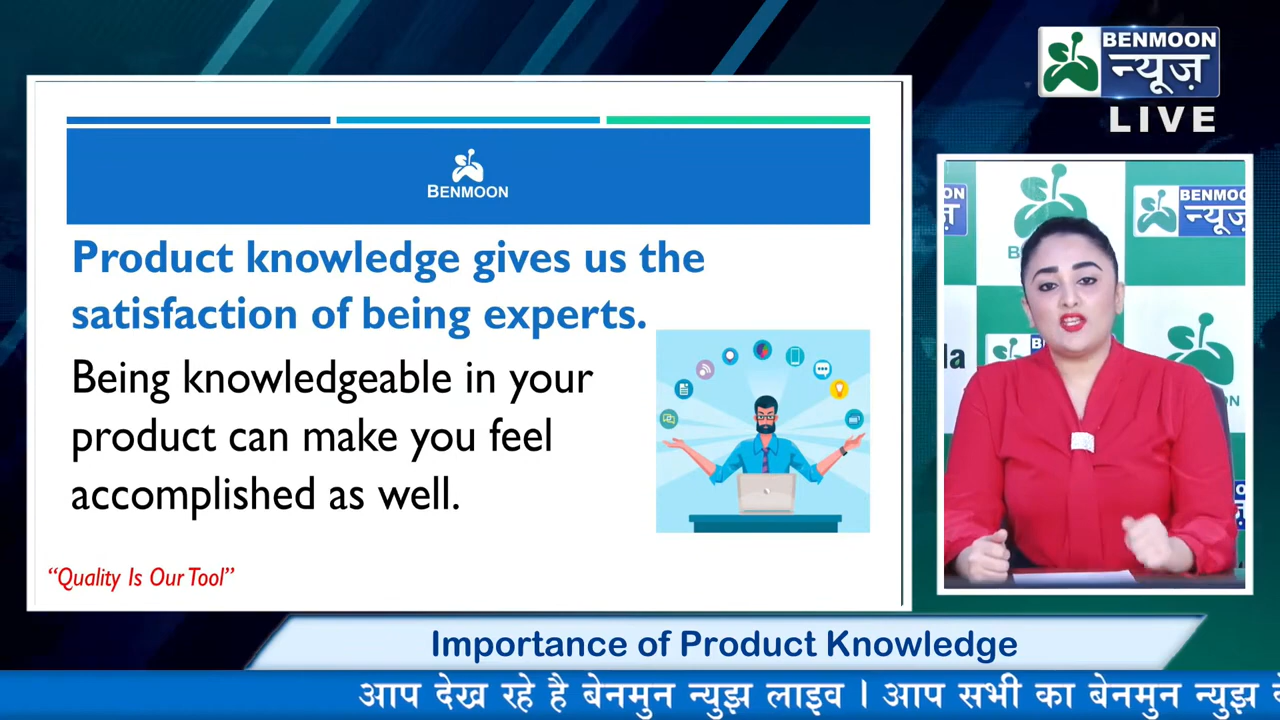 BENMOON
न्यूज़
LIVE
BENMOON
Product knowledge gives us the
satisfaction of being experts.
Being knowledgeable in your
product can make you feel
accomplished as well.
“Quality Is Our Tool”
BENMOON
न्यूज़
Importance of Product Knowledge
आप देख रहे है बेनमुन न्युझ लाइव । आप सभी का बेनमुन न्युझ